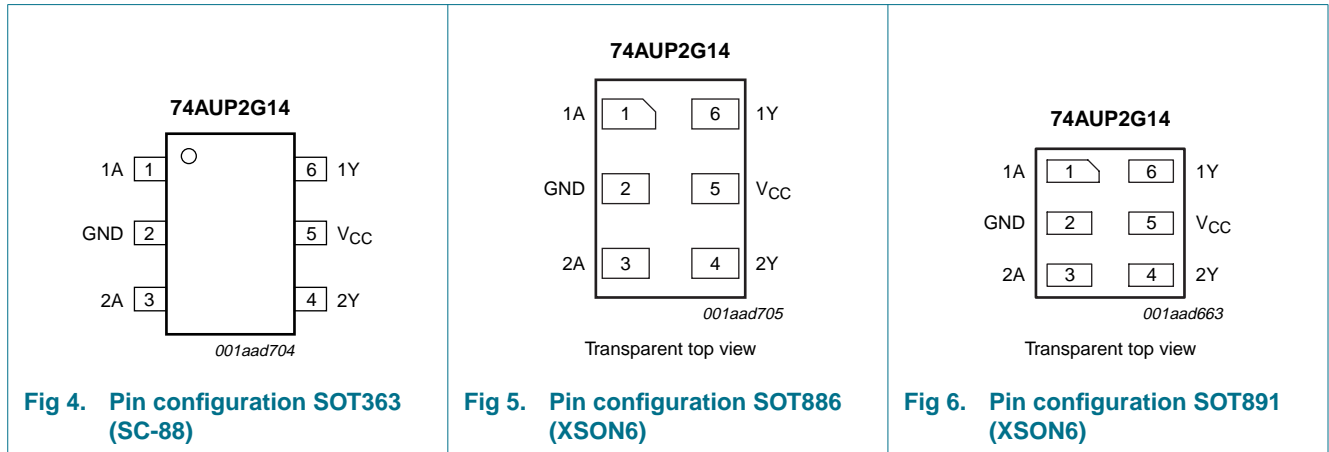 74AUP2G14
1A 1 6 1Y
GND 2 5 VCC
2A 3 4 2Y
001aad704
Fig 4. Pin configuration SOT363
(SC-88)
74AUP2G14
1A 1 6 1Y
GND 2 5 VCC
2A 3 4 2Y
001aad705
Transparent top view
Fig 5. Pin configuration SOT886
(XSON6)
74AUP2G14
1A 1 6 1Y
GND 2 5 VCC
2A 3 4 2Y
001aad663
Transparent top view
Fig 6. Pin configuration SOT891
(XSON6)